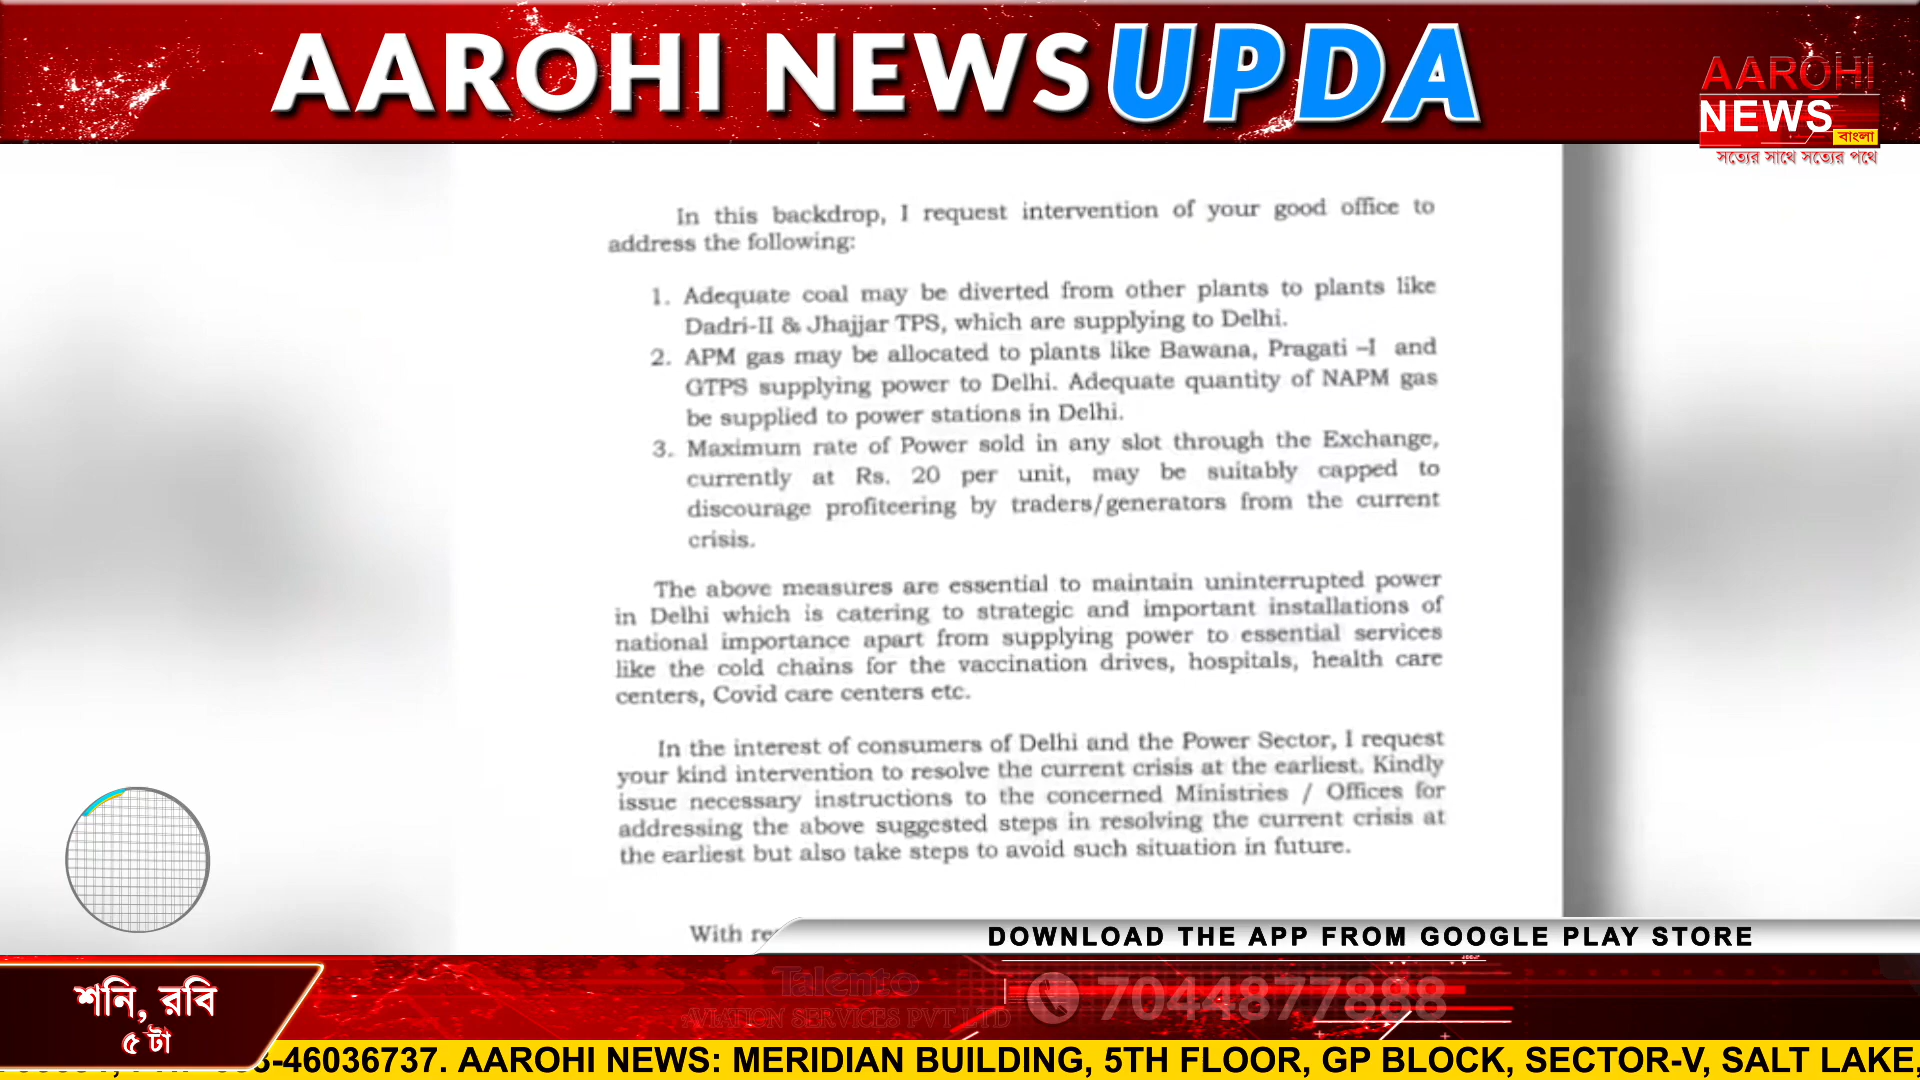 AAROHI NEWS UPDA
AAROHI
NEWS
বাংলা
সত্যের সাথে সত্যের পথে
In this backdrop, I request intervention of your good office to
address the following:
1. Adequate coal may be diverted from other plants to plants like
Dadri-II & Jhajjar TPS, which are supplying to Delhi.
2. APM gas may be allocated to plants like Bawana, Pragati –I and
GTPS supplying power to Delhi. Adequate quantity of NAPM gas
be supplied to power stations in Delhi.
3. Maximum rate of Power sold in any slot through the Exchange,
currently at Rs. 20 per unit, may be suitably capped to
discourage profiteering by traders/generators from the current
crisis.
The above measures are essential to maintain uninterrupted power
in Delhi which is catering to strategic and important installations of
national importance apart from supplying power to essential services
like the cold chains for the vaccination drives, hospitals, health care
centers, Covid care centers etc.
In the interest of consumers of Delhi and the Power Sector, I request
your kind intervention to resolve the current crisis at the earliest. Kindly
issue necessary instructions to the concerned Ministries / Offices for
addressing the above suggested steps in resolving the current crisis at
the earliest but also take steps to avoid such situation in future.
With
DOWNLOAD THE APP FROM GOOGLE PLAY STORE
Talento
AVIATION SERVICES PVT LTD
7044877888
শনি, রবি
৫ টা
-46036737. AAROHI NEWS: MERIDIAN BUILDING, 5TH FLOOR, GP BLOCK, SECTOR-V, SALT LAKE,